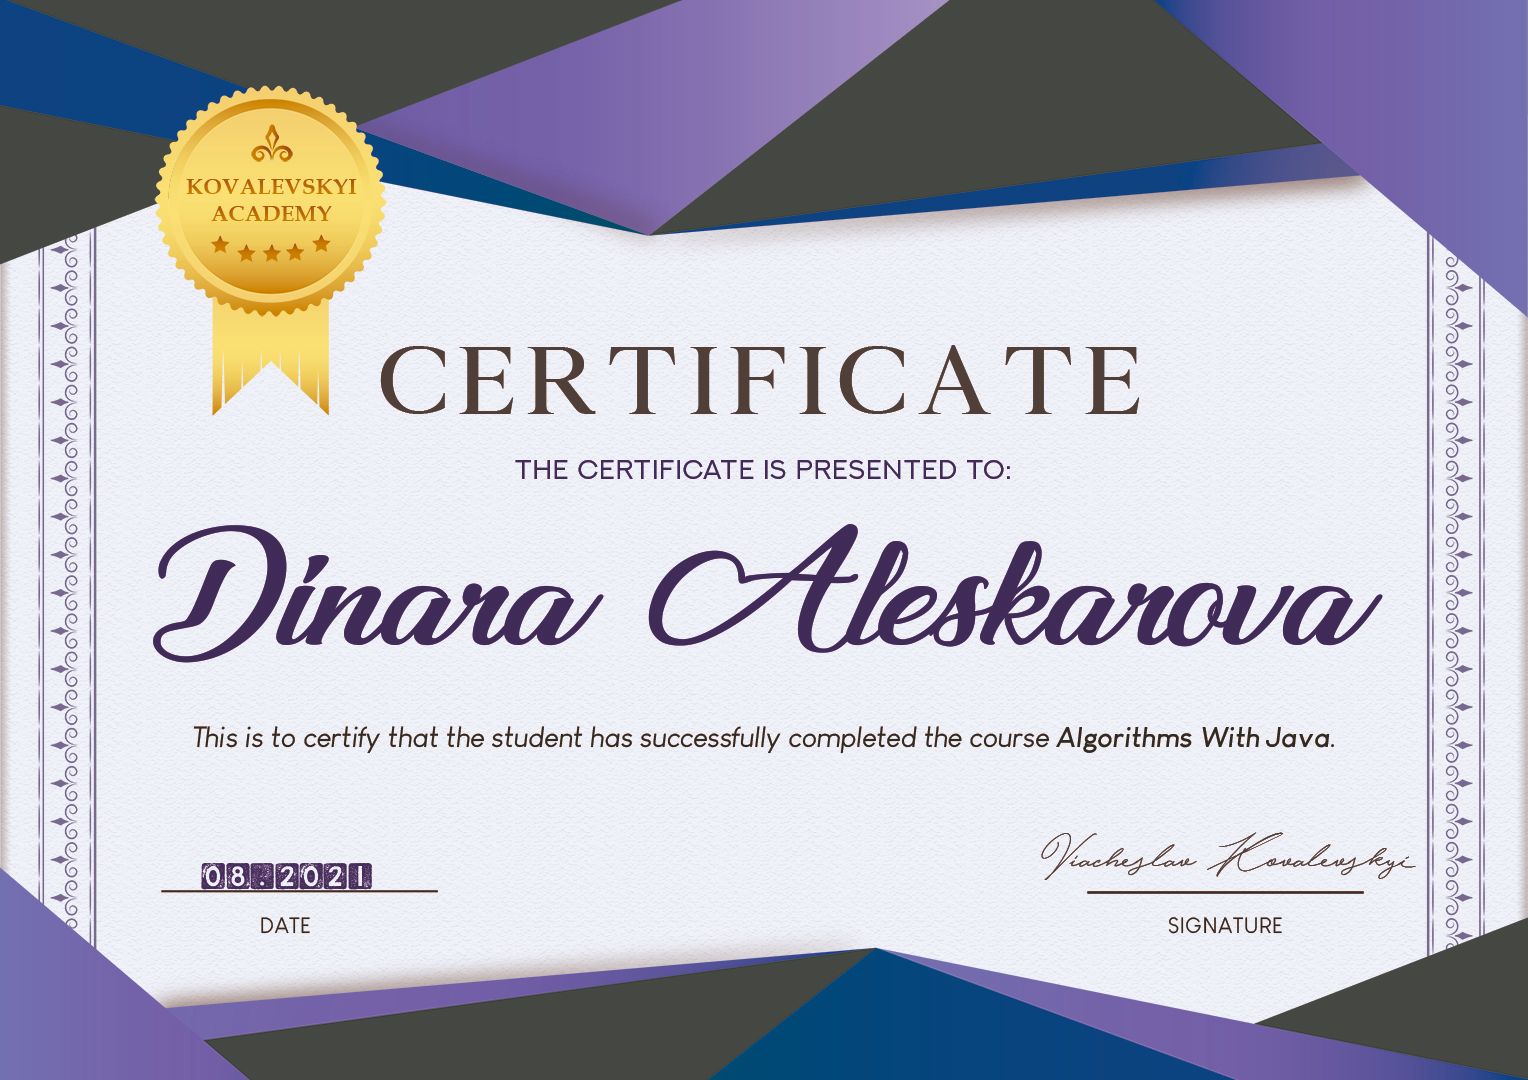 KOVALEVSKYI
ACADEMY
CERTIFICATE
THE CERTIFICATE IS PRESENTED TO:
Dinara Aleskarova
This is to certify that the student has successfully completed the course Algorithms With Java.
08.2021
Viacheslav Kovalevskyi
DATE
SIGNATURE